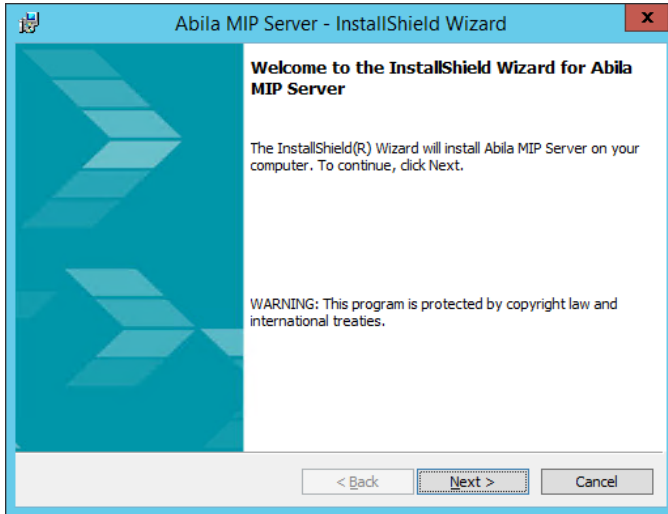 Abila MIP Server - InstallShield Wizard
x
Welcome to the InstallShield Wizard for Abila
MIP Server
The InstallShield(R) Wizard will install Abila MIP Server on your
computer. To continue, click Next.
WARNING: This program is protected by copyright law and
international treaties.
< Back
Next >
Cancel